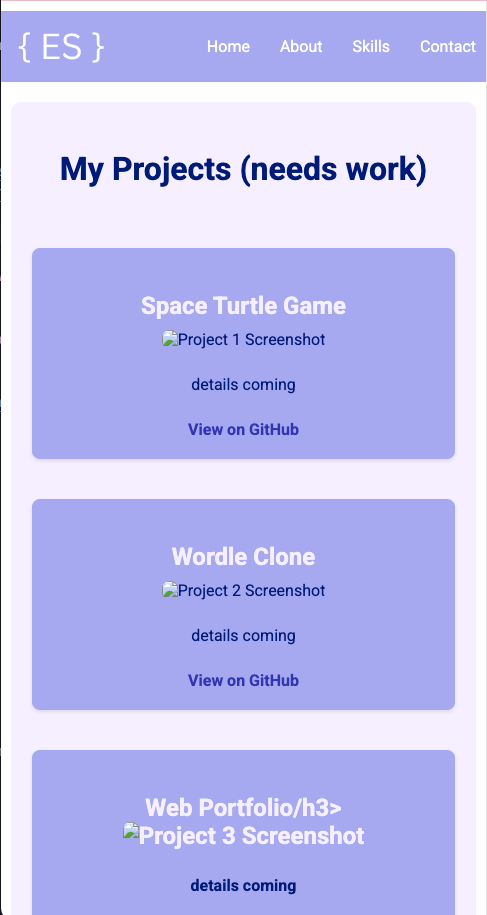 { ES }
Home About Skills Contact
My Projects (needs work)
Space Turtle Game
Project 1 Screenshot
details coming
View on GitHub
Wordle Clone
Project 2 Screenshot
details coming
View on GitHub
Web Portfolio/h3>
Project 3 Screenshot
details coming